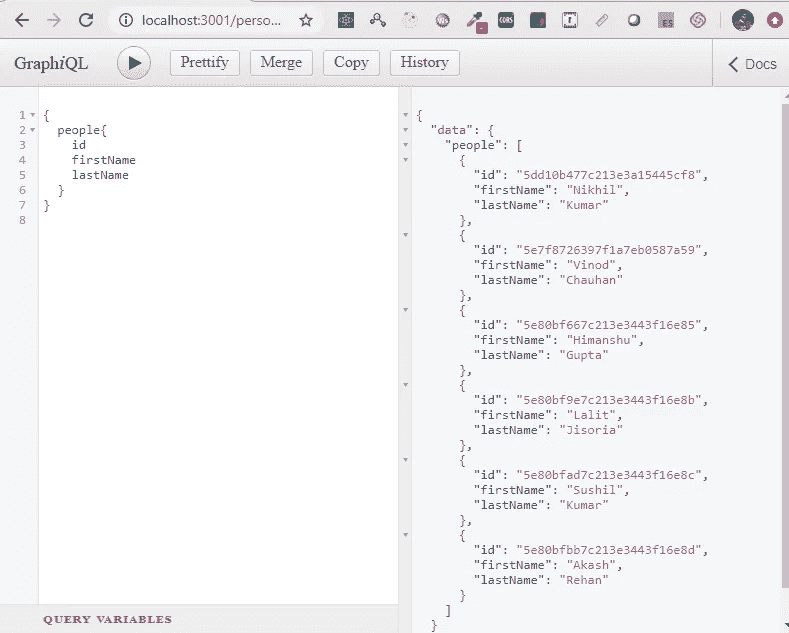 localhost:3001/perso...
GraphiQL Prettify Merge Copy History Docs
1 {
2 people{
3 id
4 firstName
5 lastName
6 }
7 }
8
{
"data": {
"people": [
{
"id": "5dd10b477c213e3a15445cf8",
"firstName": "Nikhil",
"lastName": "Kumar"
},
{
"id": "5e7f8726397f1a7eb0587a59",
"firstName": "Vinod",
"lastName": "Chauhan"
},
{
"id": "5e80bf667c213e3443f16e85",
"firstName": "Himanshu",
"lastName": "Gupta"
},
{
"id": "5e80bf9e7c213e3443f16e8b",
"firstName": "Lalit",
"lastName": "Jisoria"
},
{
"id": "5e80bfad7c213e3443f16e8c",
"firstName": "Sushil",
"lastName": "Kumar"
},
{
"id": "5e80bfbb7c213e3443f16e8d",
"firstName": "Akash",
"lastName": "Rehan"
}
]
}
QUERY VARIABLES